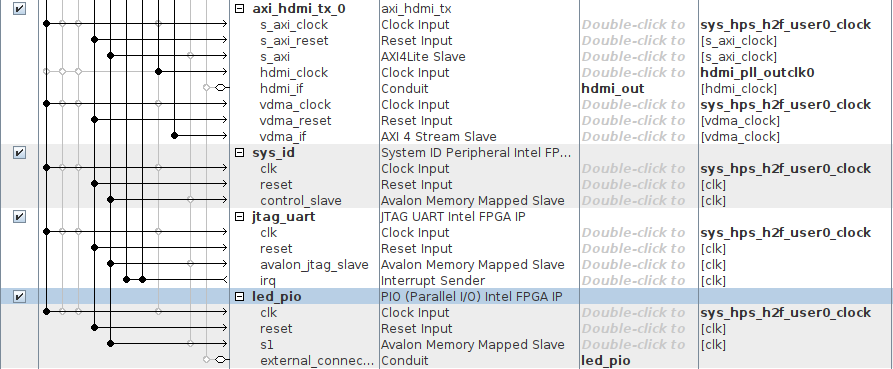 axi_hdmi_tx_0 axi_hdmi_tx
s_axi_clock Clock Input Double-click to sys_hps_h2f_user0_clock
s_axi_reset Reset Input Double-click to [s_axi_clock]
s_axi AXI4Lite Slave Double-click to [s_axi_clock]
hdmi_clock Clock Input Double-click to hdmi_pll_outclk0
hdmi_if Conduit hdmi_out [hdmi_clock]
vdma_clock Clock Input Double-click to sys_hps_h2f_user0_clock
vdma_reset Reset Input Double-click to [vdma_clock]
vdma_if AXI 4 Stream Slave Double-click to [vdma_clock]
sys_id System ID Peripheral Intel FP...
clk Clock Input Double-click to sys_hps_h2f_user0_clock
reset Reset Input Double-click to [clk]
control_slave Avalon Memory Mapped Slave Double-click to [clk]
jtag_uart JTAG UART Intel FPGA IP
clk Clock Input Double-click to sys_hps_h2f_user0_clock
reset Reset Input Double-click to [clk]
avalon_jtag_slave Avalon Memory Mapped Slave Double-click to [clk]
irq Interrupt Sender Double-click to [clk]
led_pio PIO (Parallel I/O) Intel FPGA IP
clk Clock Input Double-click to sys_hps_h2f_user0_clock
reset Reset Input Double-click to [clk]
s1 Avalon Memory Mapped Slave Double-click to [clk]
external_connec... Conduit led_pio